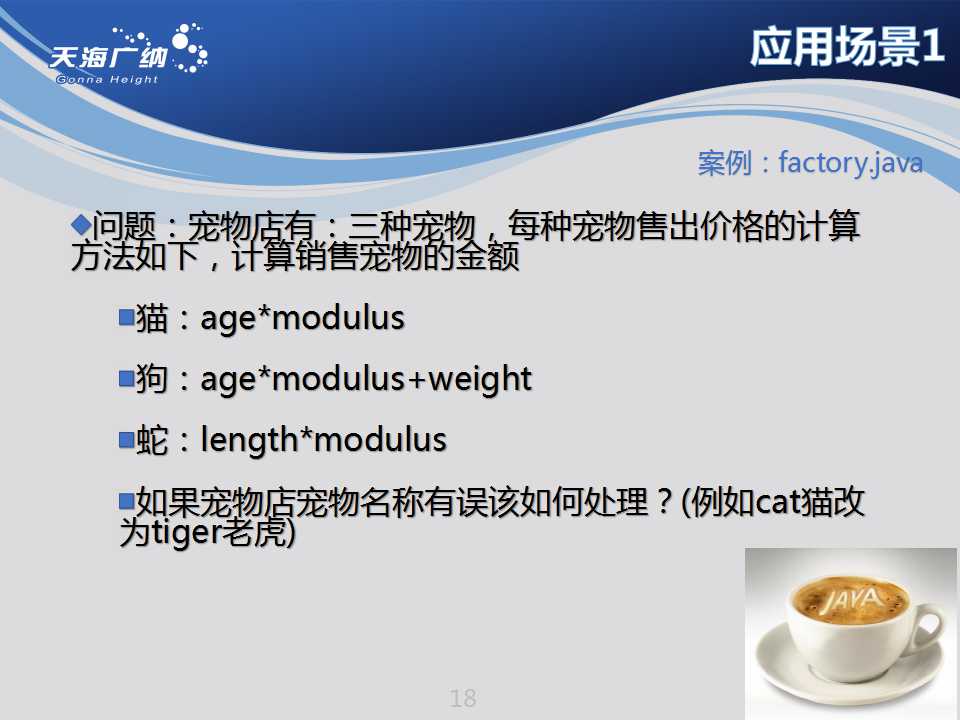 天海广纳
Gonna Height
应用场景1
案例：factory.java
问题：宠物店有：三种宠物，每种宠物售出价格的计算
方法如下，计算销售宠物的金额
猫：age*modulus
狗：age*modulus+weight
蛇：length*modulus
如果宠物店宠物名称有误该如何处理？(例如cat猫改
为tiger老虎)
JAVA
18